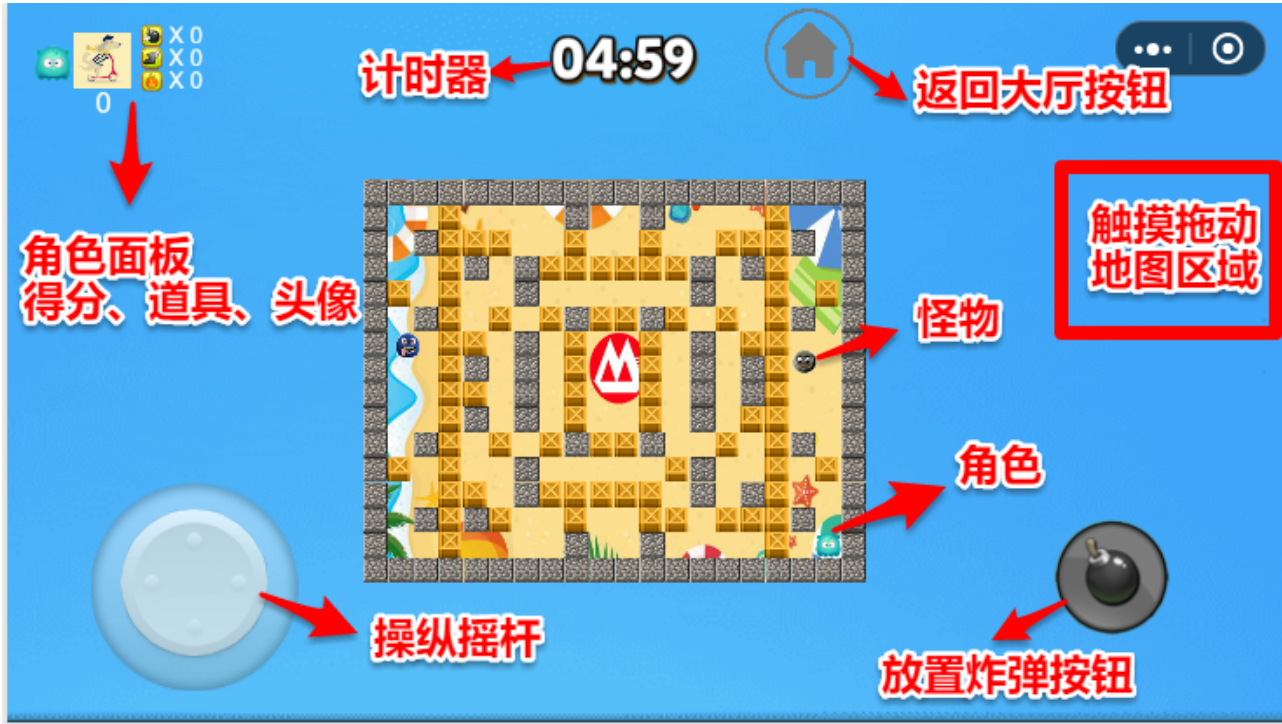 X 0
X 0
X 0
0
计时器
04:59
返回大厅按钮
触摸拖动
地图区域
角色面板
得分、道具、头像
怪物
角色
操纵摇杆
放置炸弹按钮